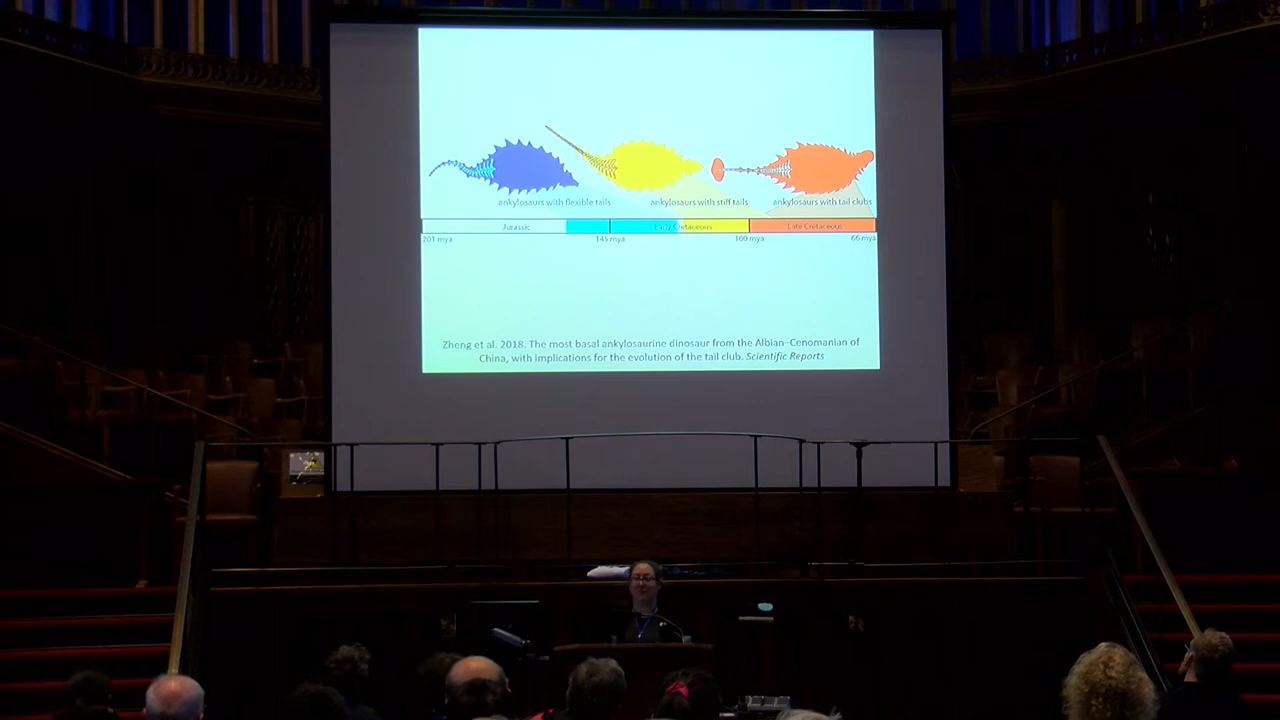 ankylosaurs with flexible tails ankylosaurs with stiff tails ankylosaurs with tail clubs
Jurassic Early Cretaceous Late Cretaceous
201 mya 145 mya 100 mya 66 mya
Zheng et al. 2018. The most basal ankylosaurine dinosaur from the Albian–Cenomanian of
China, with implications for the evolution of the tail club. Scientific Reports